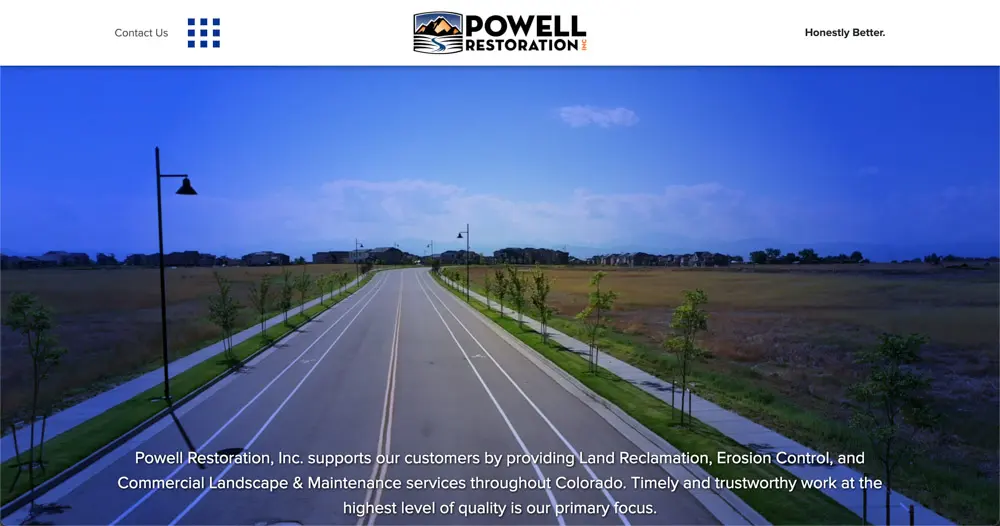 Contact Us
POWELL
RESTORATION INC
Honestly Better.
Powell Restoration, Inc. supports our customers by providing Land Reclamation, Erosion Control, and
Commercial Landscape & Maintenance services throughout Colorado. Timely and trustworthy work at the
highest level of quality is our primary focus.